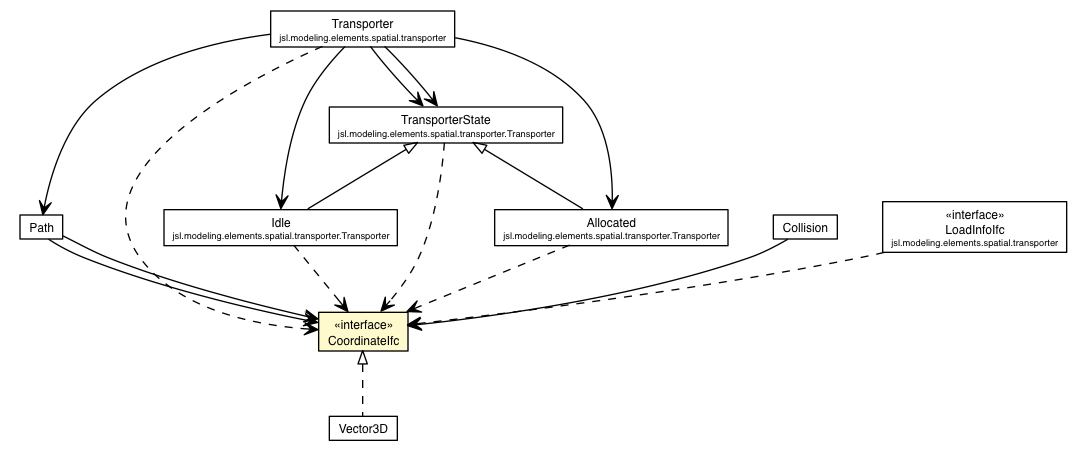 Transporter
jsl.modeling.elements.spatial.transporter
TransporterState
jsl.modeling.elements.spatial.transporter.Transporter
Path
Idle
jsl.modeling.elements.spatial.transporter.Transporter
Allocated
jsl.modeling.elements.spatial.transporter.Transporter
Collision
«interface»
LoadInfoIfc
jsl.modeling.elements.spatial.transporter
«interface»
CoordinateIfc
Vector3D